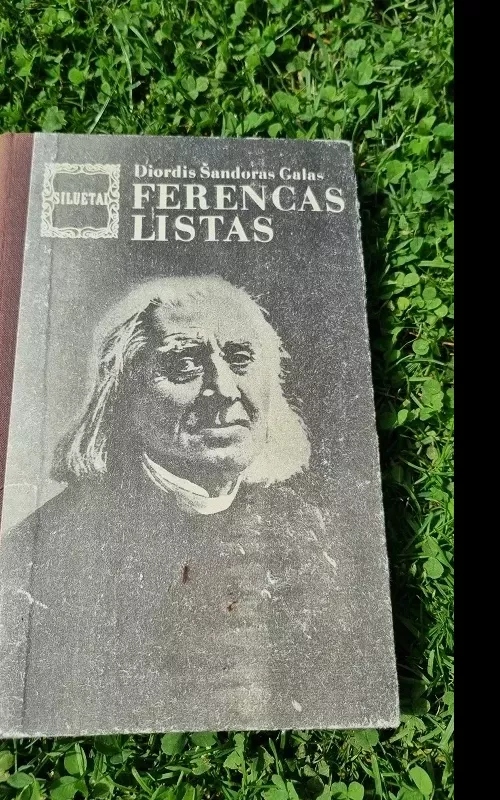 Diordis Šandoras Galas
SILUETAI
FERENCAS
LISTAS